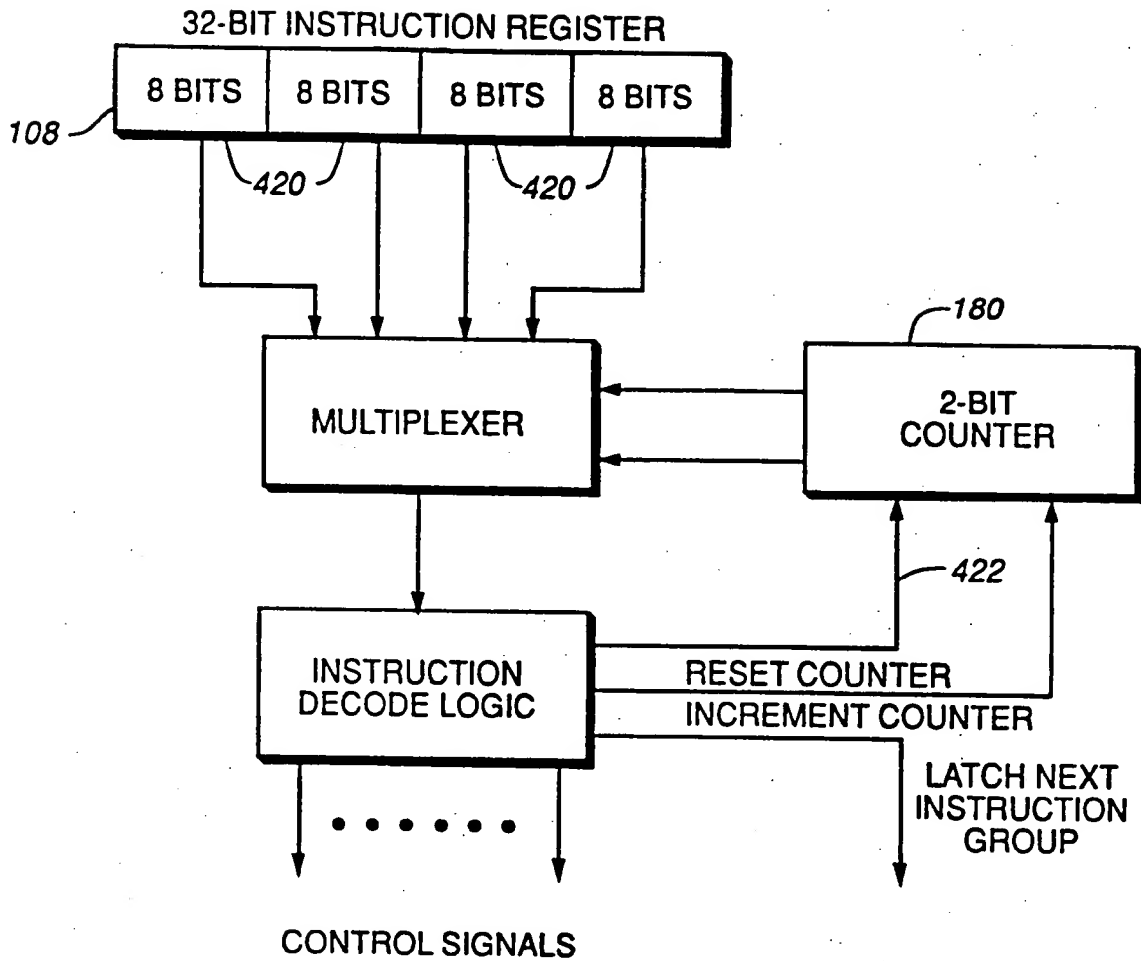 32-BIT INSTRUCTION REGISTER
8 BITS 8 BITS 8 BITS 8 BITS
108
420 420
180
MULTIPLEXER
2-BIT
COUNTER
422
INSTRUCTION
DECODE LOGIC
RESET COUNTER
INCREMENT COUNTER
LATCH NEXT
INSTRUCTION
GROUP
CONTROL SIGNALS